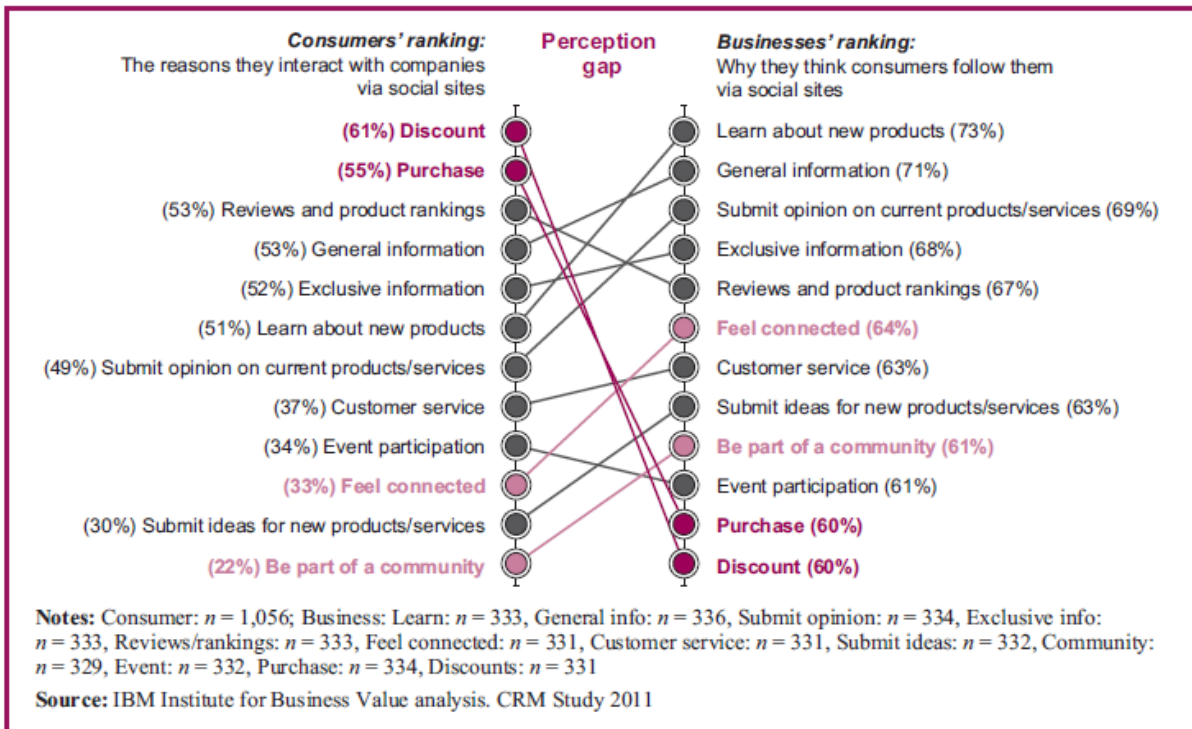 Consumers’ ranking:
The reasons they interact with companies
via social sites
Perception
gap
Businesses’ ranking:
Why they think consumers follow them
via social sites
(61%) Discount
(55%) Purchase
(53%) Reviews and product rankings
(53%) General information
(52%) Exclusive information
(51%) Learn about new products
(49%) Submit opinion on current products/services
(37%) Customer service
(34%) Event participation
(33%) Feel connected
(30%) Submit ideas for new products/services
(22%) Be part of a community
Learn about new products (73%)
General information (71%)
Submit opinion on current products/services (69%)
Exclusive information (68%)
Reviews and product rankings (67%)
Feel connected (64%)
Customer service (63%)
Submit ideas for new products/services (63%)
Be part of a community (61%)
Event participation (61%)
Purchase (60%)
Discount (60%)
Notes: Consumer: n = 1,056; Business: Learn: n = 333, General info: n = 336, Submit opinion: n = 334, Exclusive info:
n = 333, Reviews/rankings: n = 333, Feel connected: n = 331, Customer service: n = 331, Submit ideas: n = 332, Community:
n = 329, Event: n = 332, Purchase: n = 334, Discounts: n = 331
Source: IBM Institute for Business Value analysis. CRM Study 2011